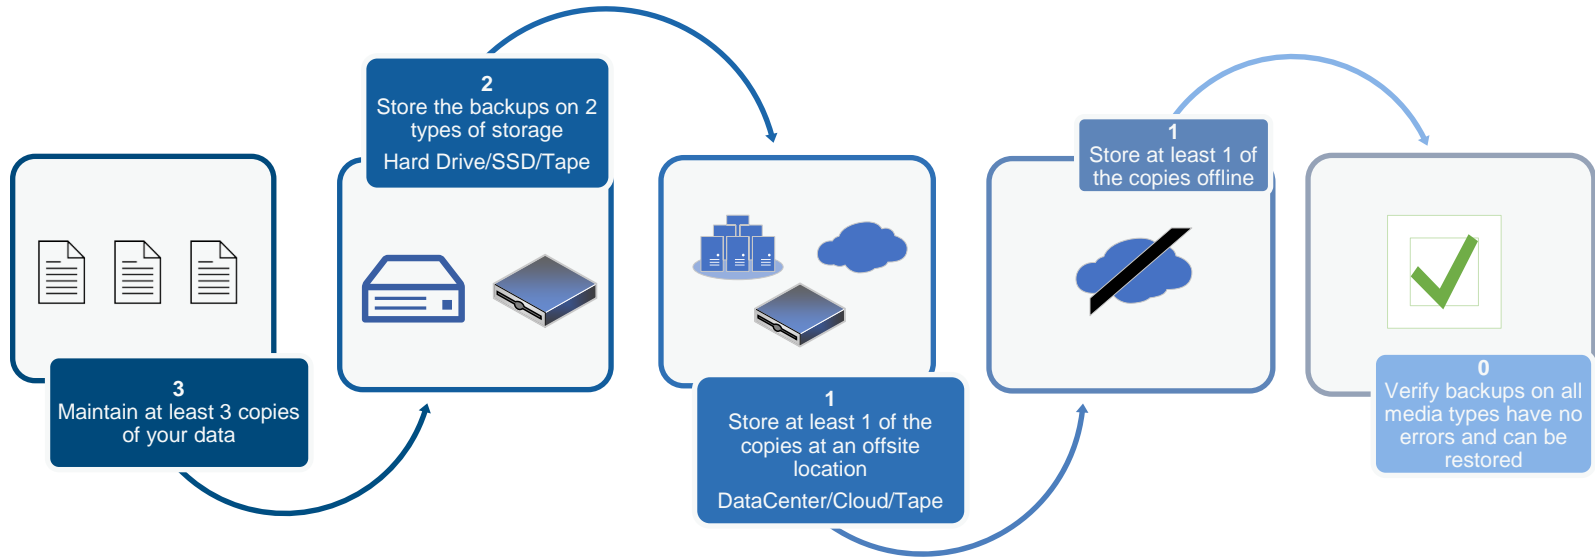 3
Maintain at least 3 copies
of your data
2
Store the backups on 2
types of storage
Hard Drive/SSD/Tape
1
Store at least 1 of the
copies at an offsite
location
DataCenter/Cloud/Tape
1
Store at least 1 of
the copies offline
0
Verify backups on all
media types have no
errors and can be
restored